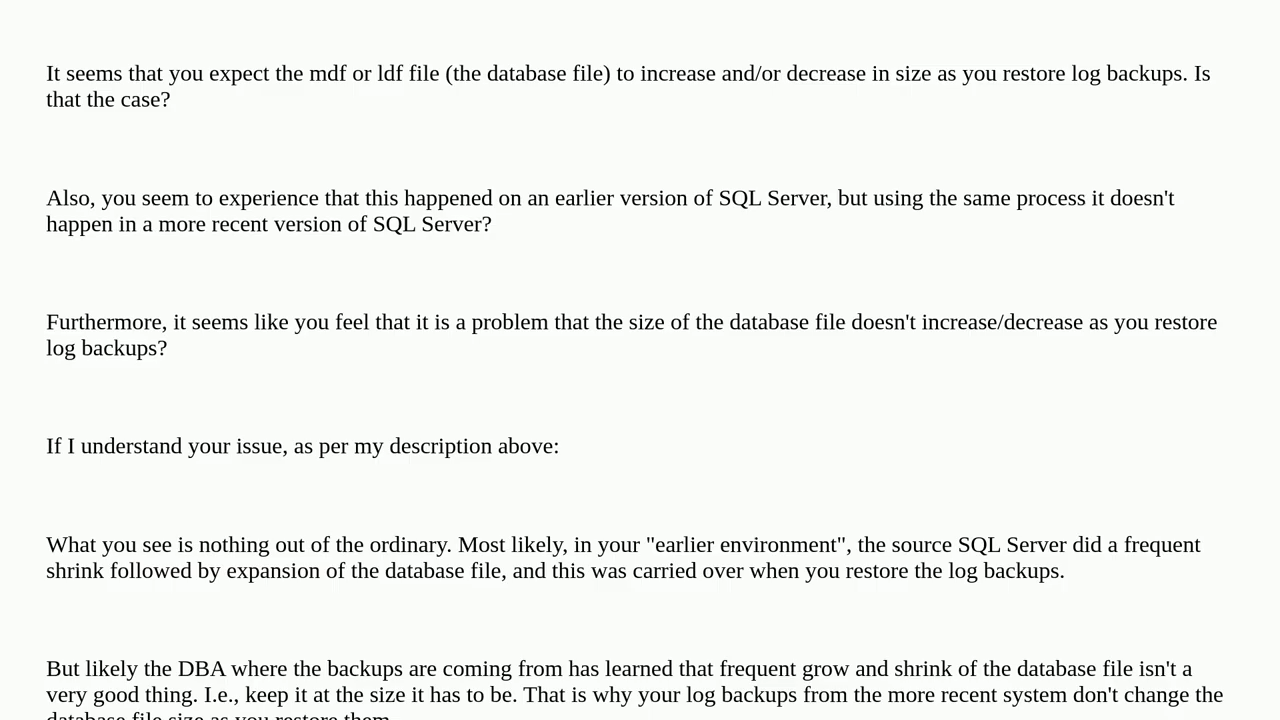 It seems that you expect the mdf or ldf file (the database file) to increase and/or decrease in size as you restore log backups. Is
that the case?
Also, you seem to experience that this happened on an earlier version of SQL Server, but using the same process it doesn't
happen in a more recent version of SQL Server?
Furthermore, it seems like you feel that it is a problem that the size of the database file doesn't increase/decrease as you restore
log backups?
If I understand your issue, as per my description above:
What you see is nothing out of the ordinary. Most likely, in your "earlier environment", the source SQL Server did a frequent
shrink followed by expansion of the database file, and this was carried over when you restore the log backups.
But likely the DBA where the backups are coming from has learned that frequent grow and shrink of the database file isn't a
very good thing. I.e., keep it at the size it has to be. That is why your log backups from the more recent system don't change the
database file size as you restore them.